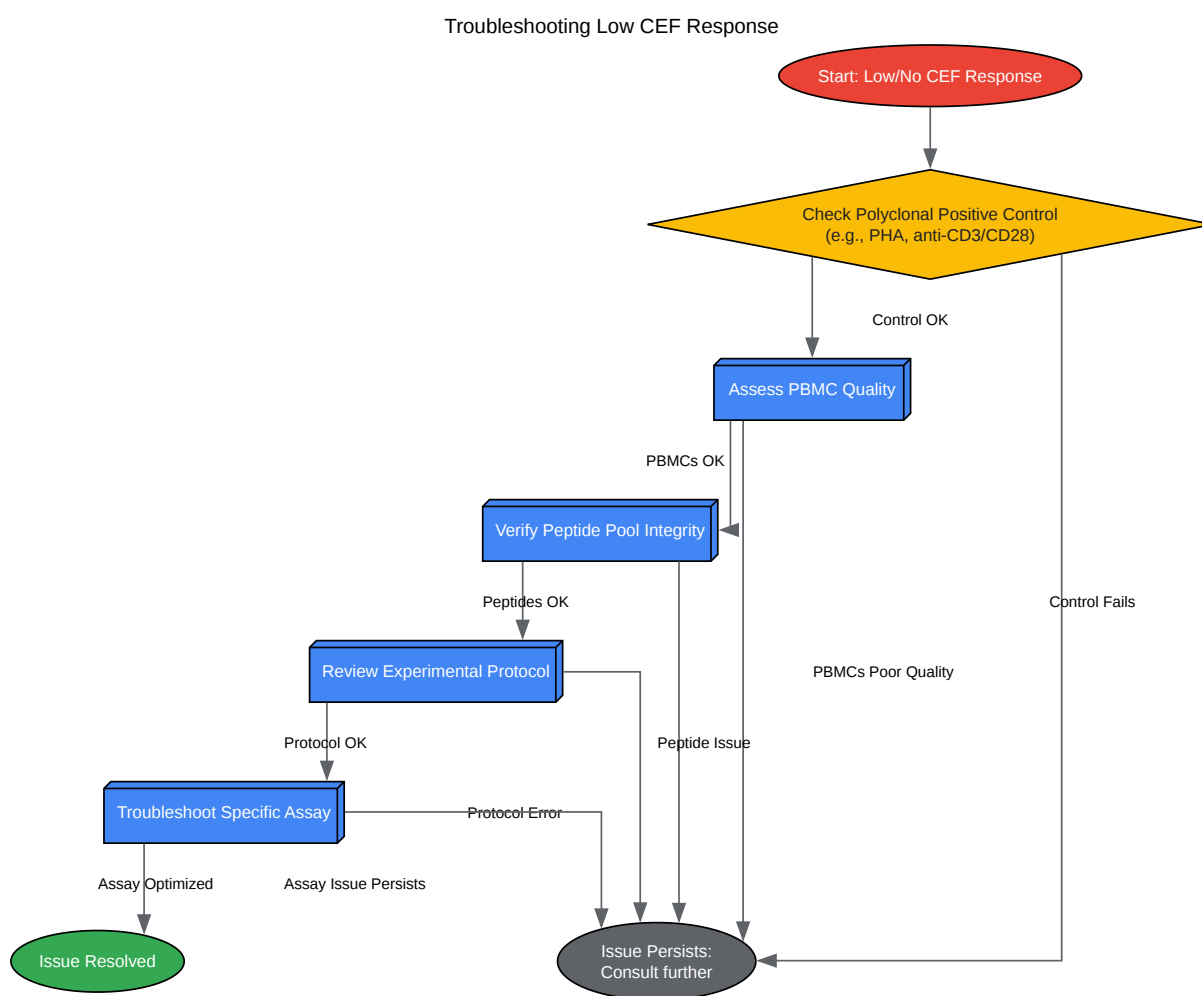 Troubleshooting Low CEF Response
Start: Low/No CEF Response
Check Polyclonal Positive Control
(e.g., PHA, anti-CD3/CD28)
Control OK
Assess PBMC Quality
PBMCs OK
Verify Peptide Pool Integrity
Peptides OK
Control Fails
Review Experimental Protocol
PBMCs Poor Quality
Protocol OK
Peptide Issue
Troubleshoot Specific Assay
Protocol Error
Assay Optimized
Assay Issue Persists
Issue Resolved
Issue Persists:
Consult further